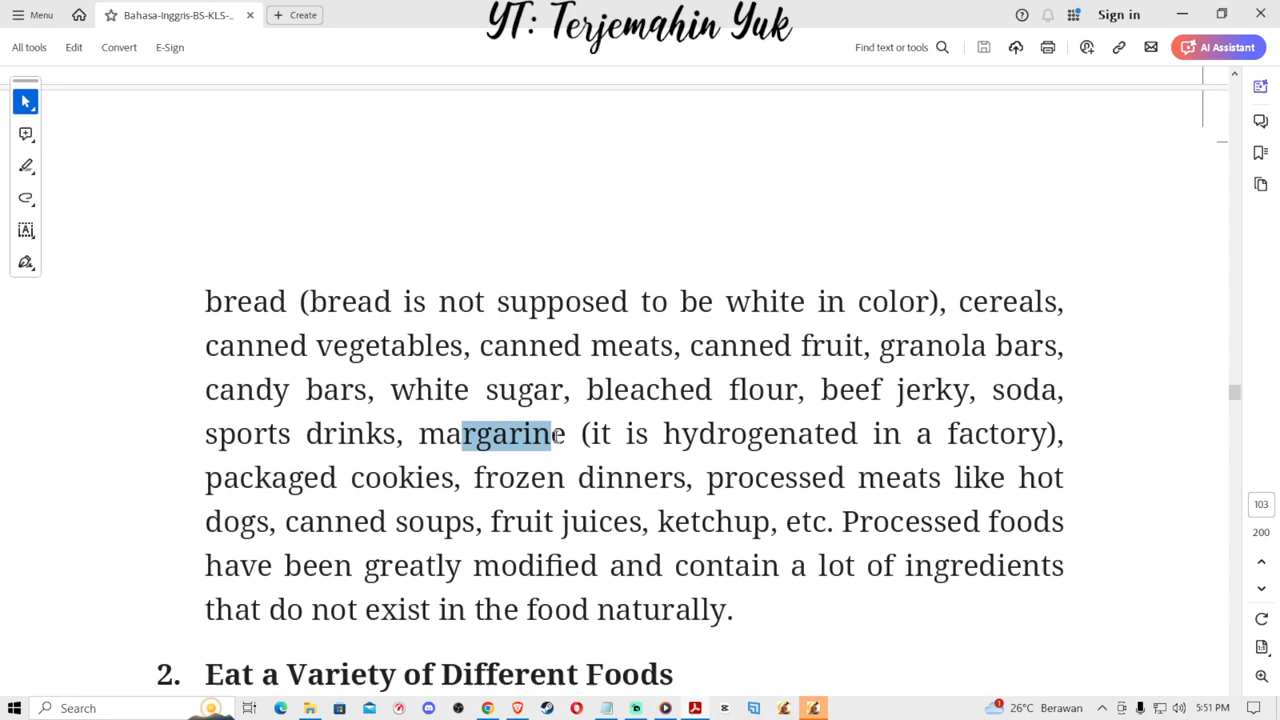 YT: Terjemahin Yuk
Menu
Bahasa-Inggris-BS-KLS-...
Create
Sign in
All tools
Edit
Convert
E-Sign
Find text or tools
AI Assistant
bread (bread is not supposed to be white in color), cereals,
canned vegetables, canned meats, canned fruit, granola bars,
candy bars, white sugar, bleached flour, beef jerky, soda,
sports drinks, margarine (it is hydrogenated in a factory),
packaged cookies, frozen dinners, processed meats like hot
dogs, canned soups, fruit juices, ketchup, etc. Processed foods
have been greatly modified and contain a lot of ingredients
that do not exist in the food naturally.
2. Eat a Variety of Different Foods
103
200
Search
26°C Berawan
5:51 PM